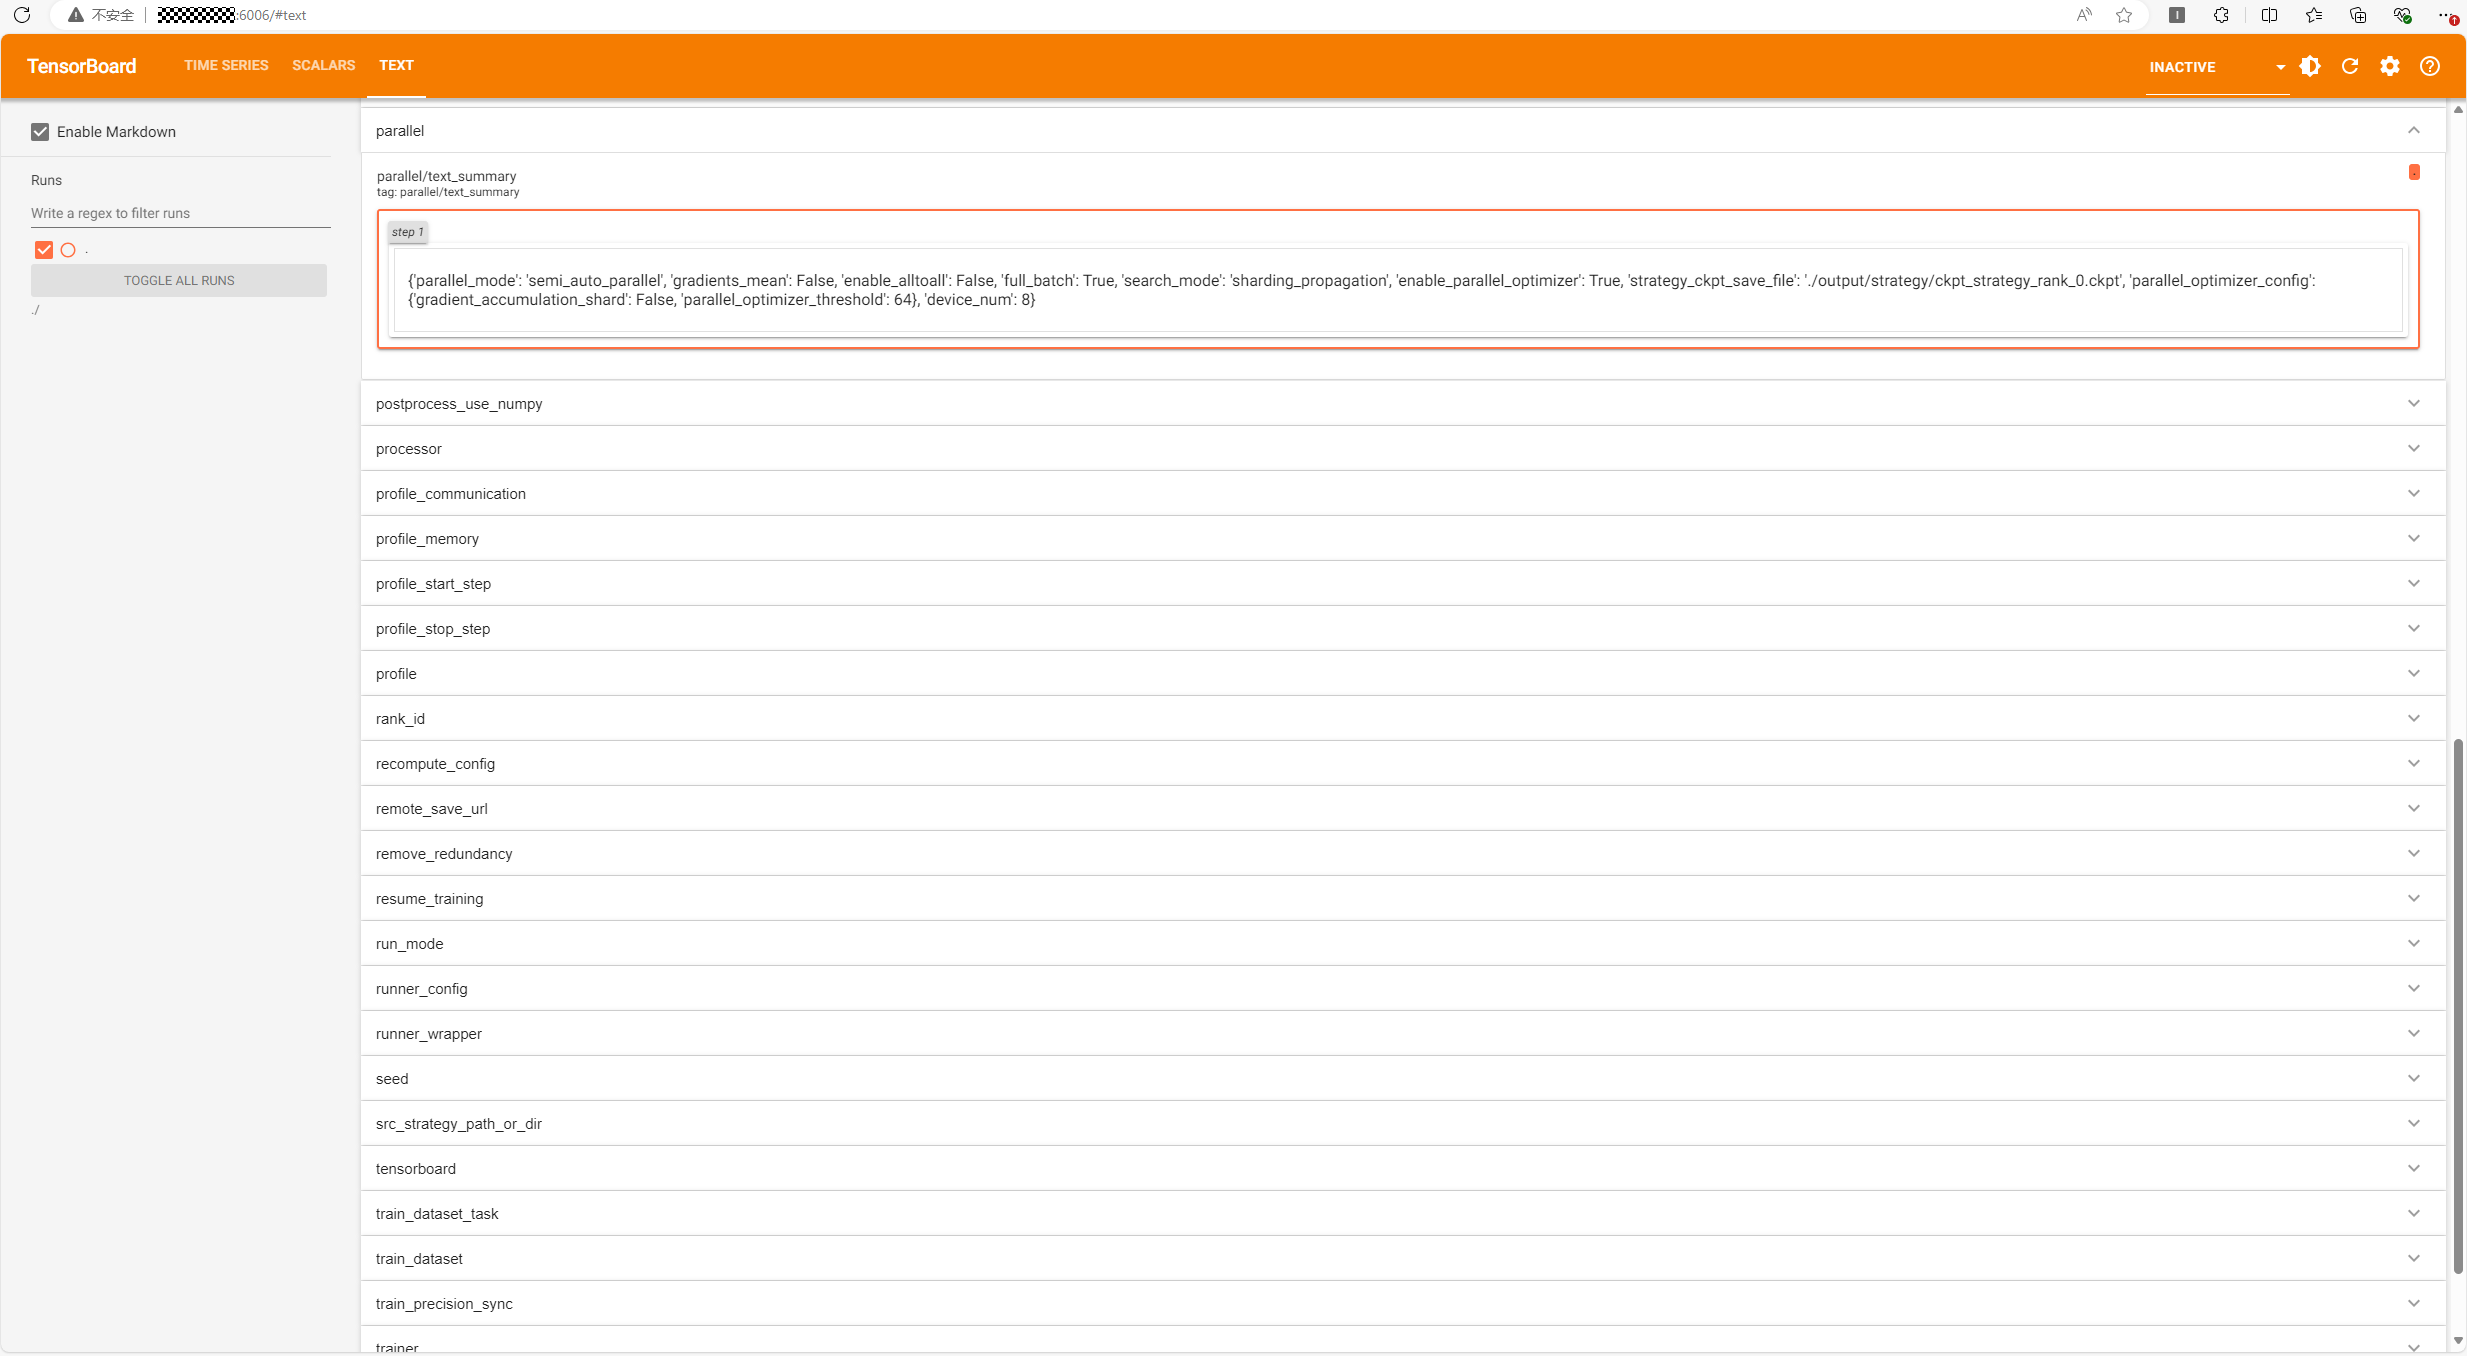 不安全 :6006/#text
TensorBoard TIME SERIES SCALARS TEXT INACTIVE
Enable Markdown
Runs
Write a regex to filter runs
.
TOGGLE ALL RUNS
./
parallel
parallel/text_summary
tag: parallel/text_summary
.
step 1
{'parallel_mode': 'semi_auto_parallel', 'gradients_mean': False, 'enable_alltoall': False, 'full_batch': True, 'search_mode': 'sharding_propagation', 'enable_parallel_optimizer': True, 'strategy_ckpt_save_file': './output/strategy/ckpt_strategy_rank_0.ckpt', 'parallel_optimizer_config':
{'gradient_accumulation_shard': False, 'parallel_optimizer_threshold': 64}, 'device_num': 8}
postprocess_use_numpy
processor
profile_communication
profile_memory
profile_start_step
profile_stop_step
profile
rank_id
recompute_config
remote_save_url
remove_redundancy
resume_training
run_mode
runner_config
runner_wrapper
seed
src_strategy_path_or_dir
tensorboard
train_dataset_task
train_dataset
train_precision_sync
trainer